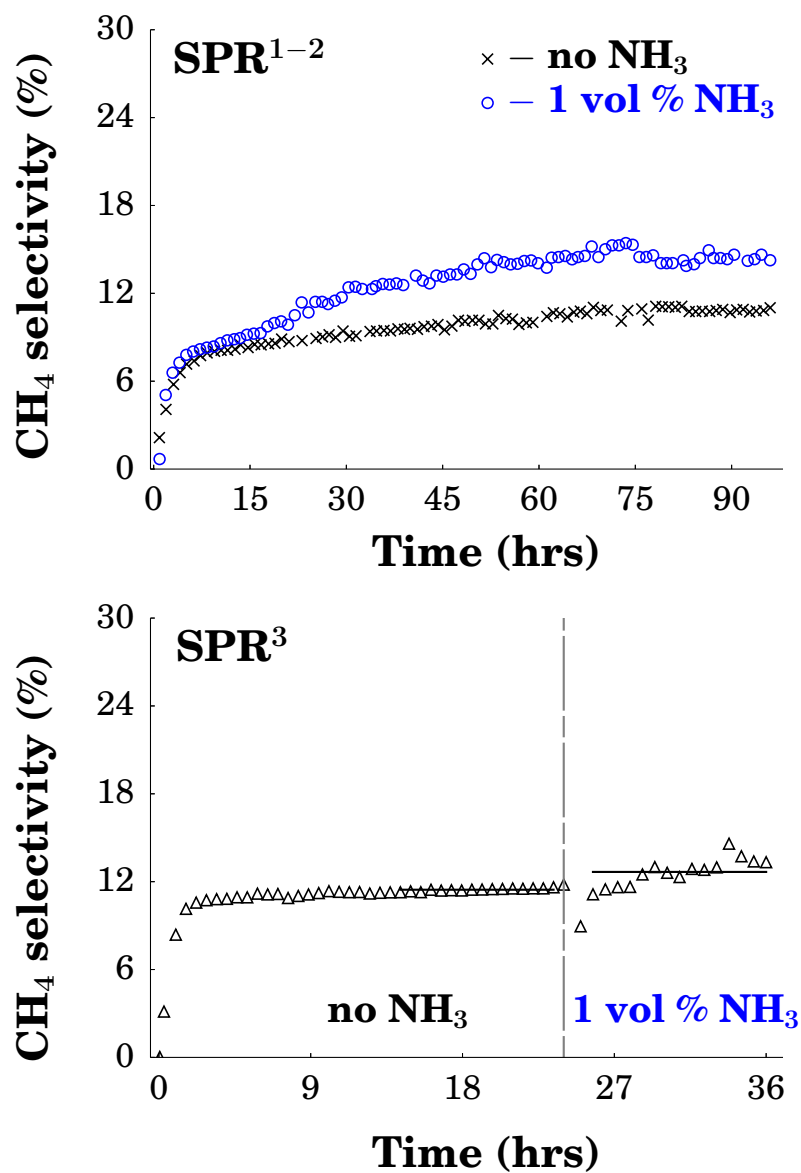 SPR¹⁻²
× — no NH₃
○ — 1 vol % NH₃
CH₄ selectivity (%)
30
24
18
12
6
0
0 15 30 45 60 75 90
Time (hrs)
SPR³
CH₄ selectivity (%)
30
24
18
12
6
0
no NH₃ 1 vol % NH₃
0 9 18 27 36
Time (hrs)